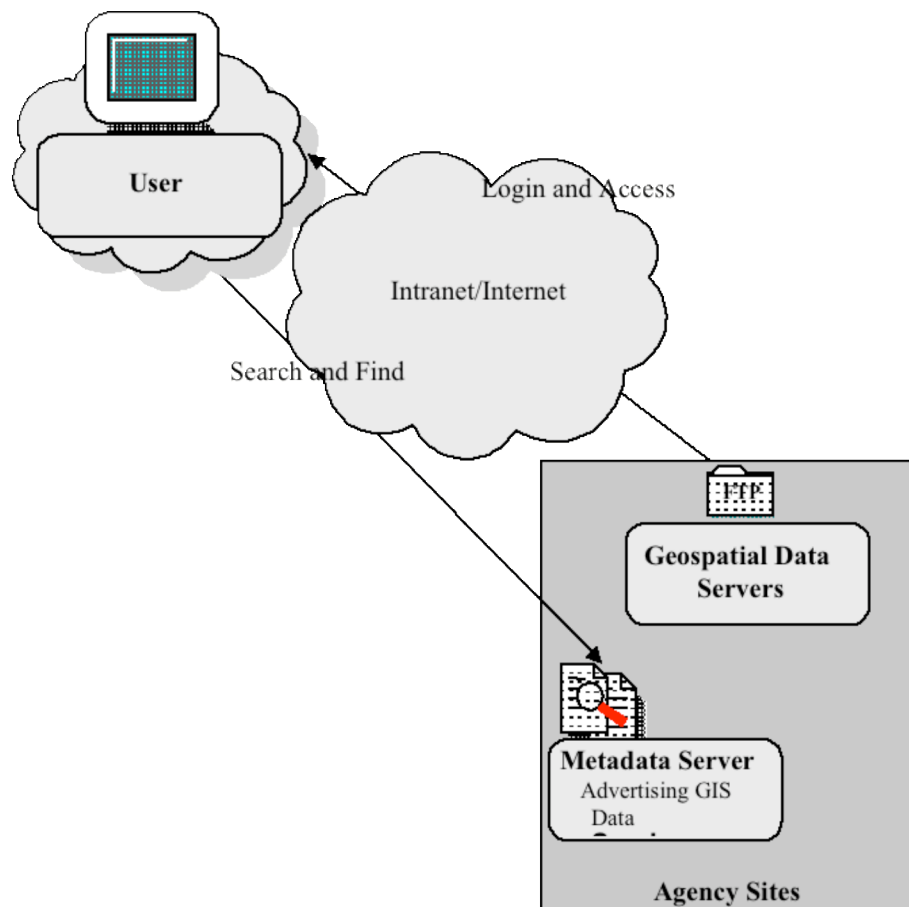 User
Login and Access
Intranet/Internet
Search and Find
FTP
Geospatial Data
Servers
Metadata Server
Advertising GIS
Data
Agency Sites